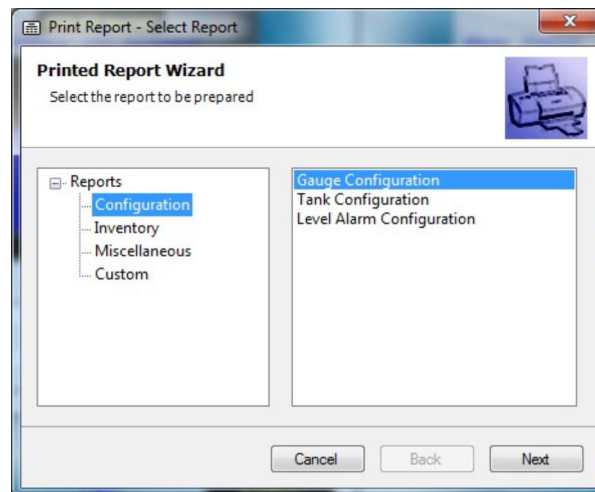 Print Report - Select Report
Printed Report Wizard
Select the report to be prepared
Reports
Configuration
Inventory
Miscellaneous
Custom
Gauge Configuration
Tank Configuration
Level Alarm Configuration
Cancel
Back
Next